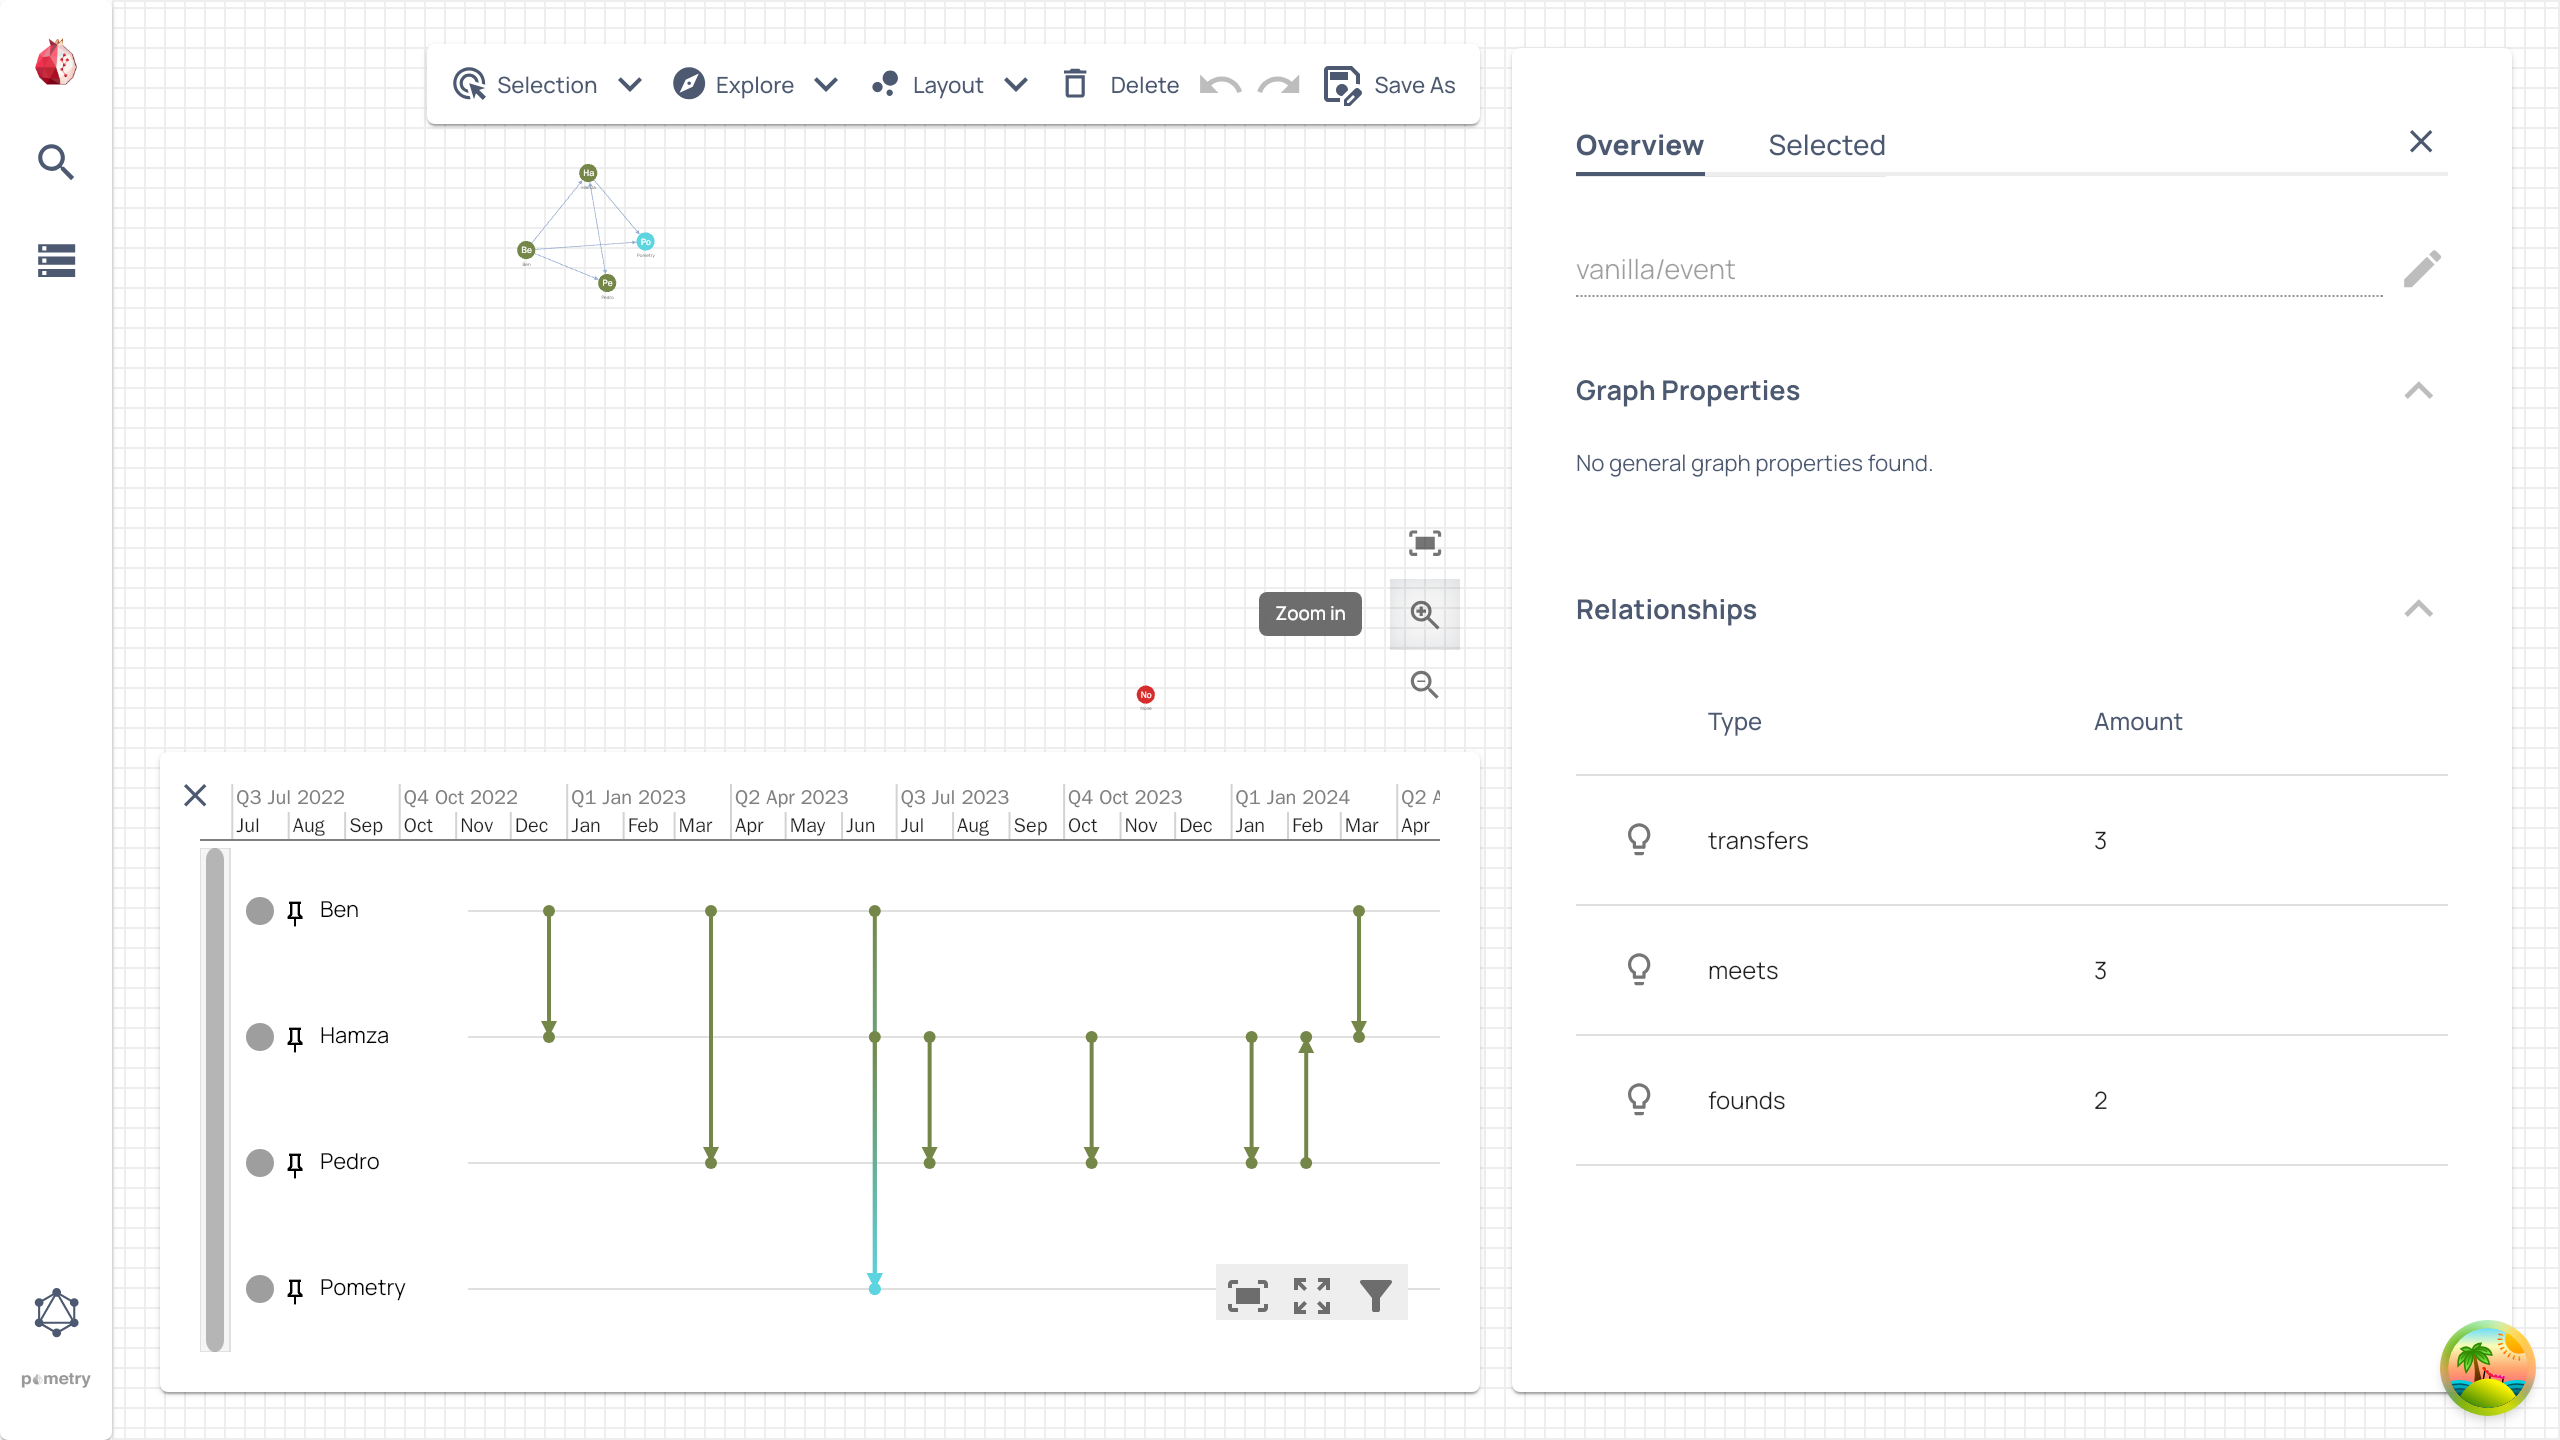 Selection
Explore
Layout
Delete
Save As
Overview
Selected
Ha
Be
Ben
Po
Pometry
Pe
Pedro
vanilla/event
Graph Properties
No general graph properties found.
Zoom in
No
Relationships
Type
Amount
transfers
3
meets
3
founds
2
Q3 Jul 2022
Q4 Oct 2022
Q1 Jan 2023
Q2 Apr 2023
Q3 Jul 2023
Q4 Oct 2023
Q1 Jan 2024
Q2 A
Jul
Aug
Sep
Oct
Nov
Dec
Jan
Feb
Mar
Apr
May
Jun
Jul
Aug
Sep
Oct
Nov
Dec
Jan
Feb
Mar
Apr
Ben
Hamza
Pedro
Pometry
pometry